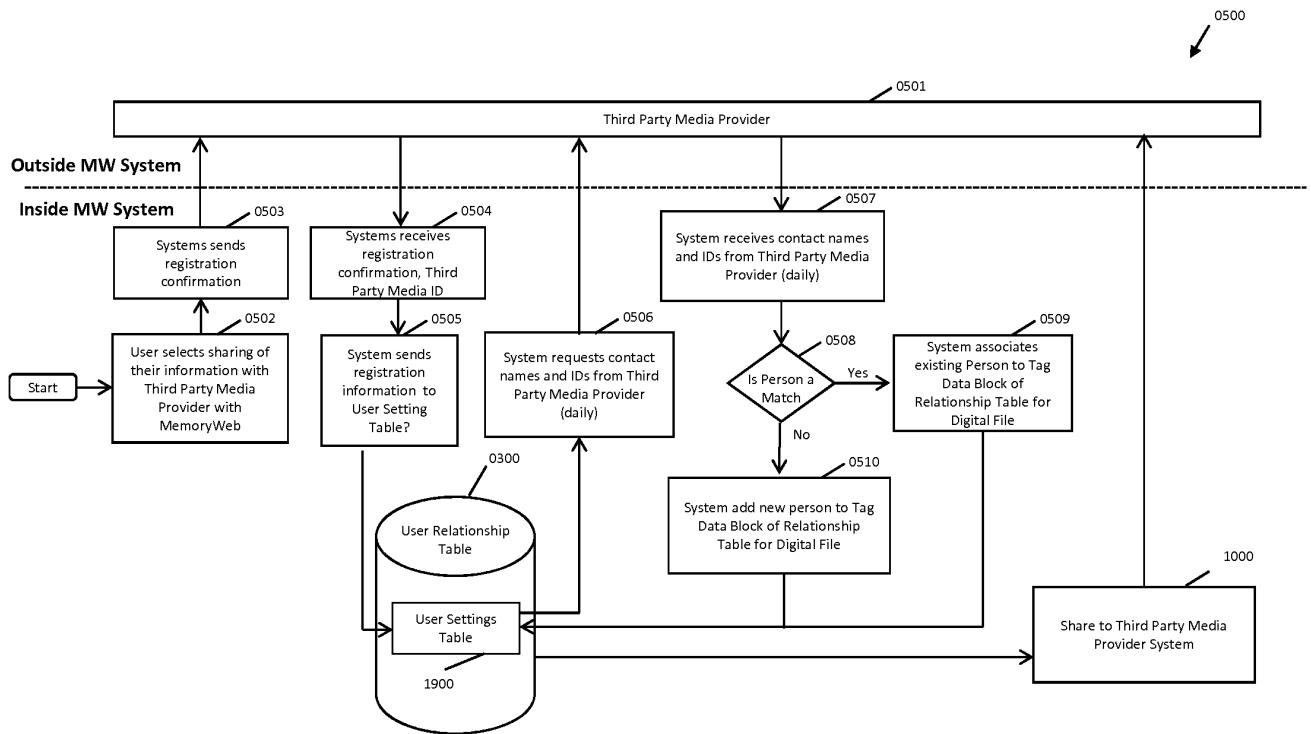 0500
0501
Third Party Media Provider
Outside MW System
Inside MW System
0503
Systems sends
registration
confirmation
0504
Systems receives
registration
confirmation, Third
Party Media ID
0507
System receives contact names
and IDs from Third Party Media
Provider (daily)
Start
0502
User selects sharing of
their information with
Third Party Media
Provider with
MemoryWeb
0505
System sends
registration
information to
User Setting
Table?
0506
System requests contact
names and IDs from Third
Party Media Provider
(daily)
0508
Is Person a
Match
Yes
No
0509
System associates
existing Person to Tag
Data Block of
Relationship Table for
Digital File
0300
User Relationship
Table
User Settings
Table
1900
0510
System add new person to Tag
Data Block of Relationship
Table for Digital File
1000
Share to Third Party Media
Provider System